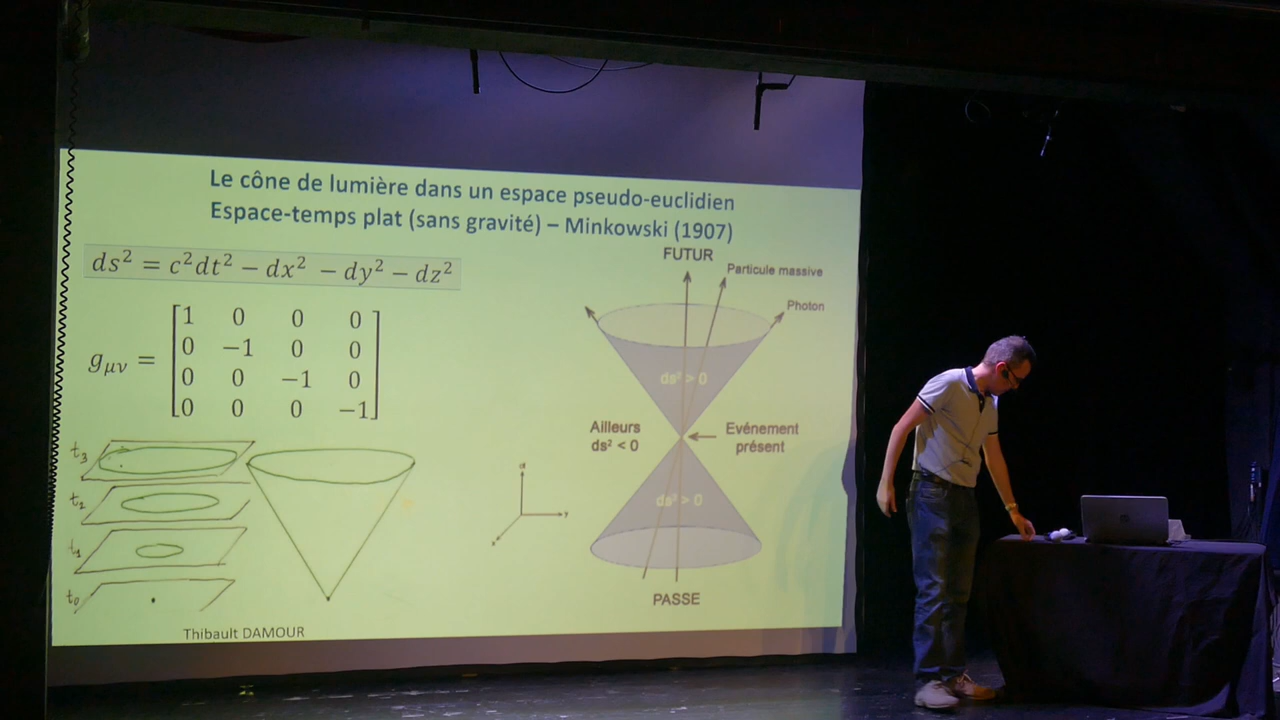 Le cône de lumière dans un espace pseudo-euclidien
Espace-temps plat (sans gravité) – Minkowski (1907)
ds² = c²dt² − dx² − dy² − dz²
gμν =
1 0 0 0
0 −1 0 0
0 0 −1 0
0 0 0 −1
t₃
t₂
t₁
t₀
Thibault DAMOUR
FUTUR
Particule massive
Photon
ds² > 0
Ailleurs
ds² < 0
Evénement
présent
ds² > 0
PASSE